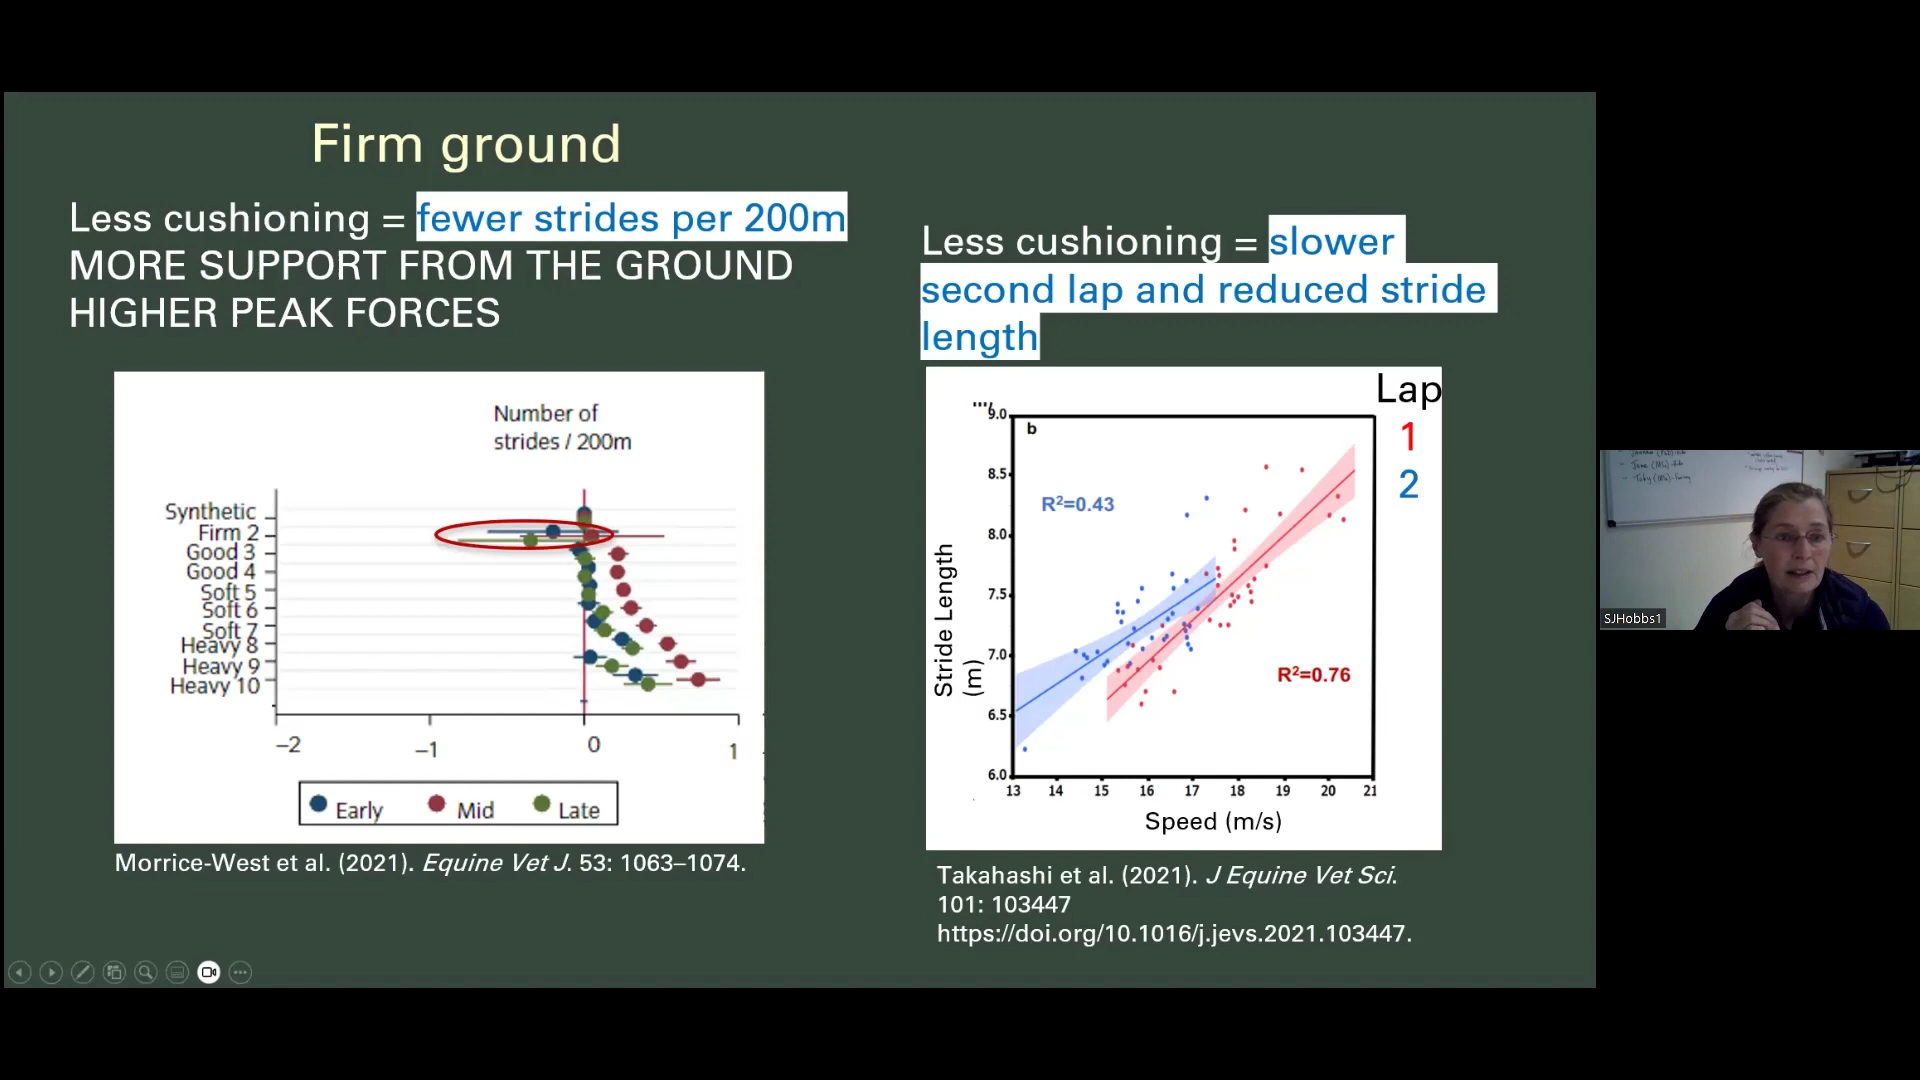 Firm ground
Less cushioning = fewer strides per 200m
MORE SUPPORT FROM THE GROUND
HIGHER PEAK FORCES
Less cushioning = slower
second lap and reduced stride
length
Number of
strides / 200m
Synthetic
Firm 2
Good 3
Good 4
Soft 5
Soft 6
Soft 7
Heavy 8
Heavy 9
Heavy 10
−2
−1
0
1
Early
Mid
Late
Morrice-West et al. (2021). Equine Vet J. 53: 1063–1074.
Lap
1
2
b
R²=0.43
R²=0.76
9.0
8.5
8.0
7.5
7.0
6.5
6.0
Stride Length
(m)
13 14 15 16 17 18 19 20 21
Speed (m/s)
Takahashi et al. (2021). J Equine Vet Sci.
101: 103447
https://doi.org/10.1016/j.jevs.2021.103447.
SJHobbs1